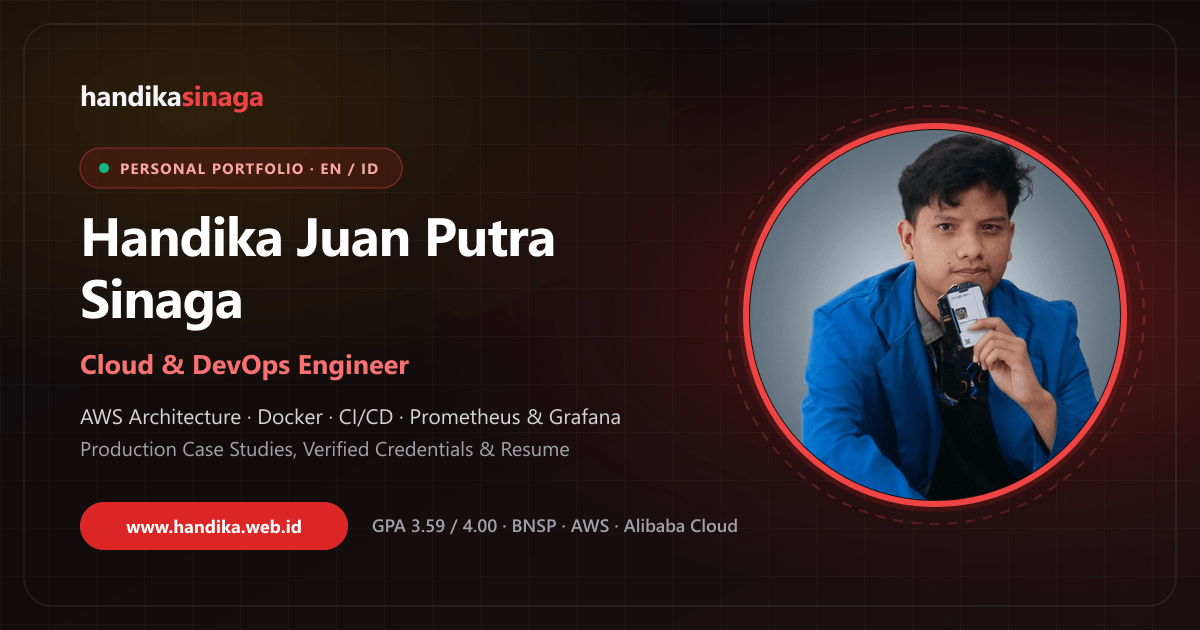 handikasinaga
PERSONAL PORTFOLIO · EN / ID
Handika Juan Putra
Sinaga
Cloud & DevOps Engineer
AWS Architecture · Docker · CI/CD · Prometheus & Grafana
Production Case Studies, Verified Credentials & Resume
www.handika.web.id
GPA 3.59 / 4.00 · BNSP · AWS · Alibaba Cloud